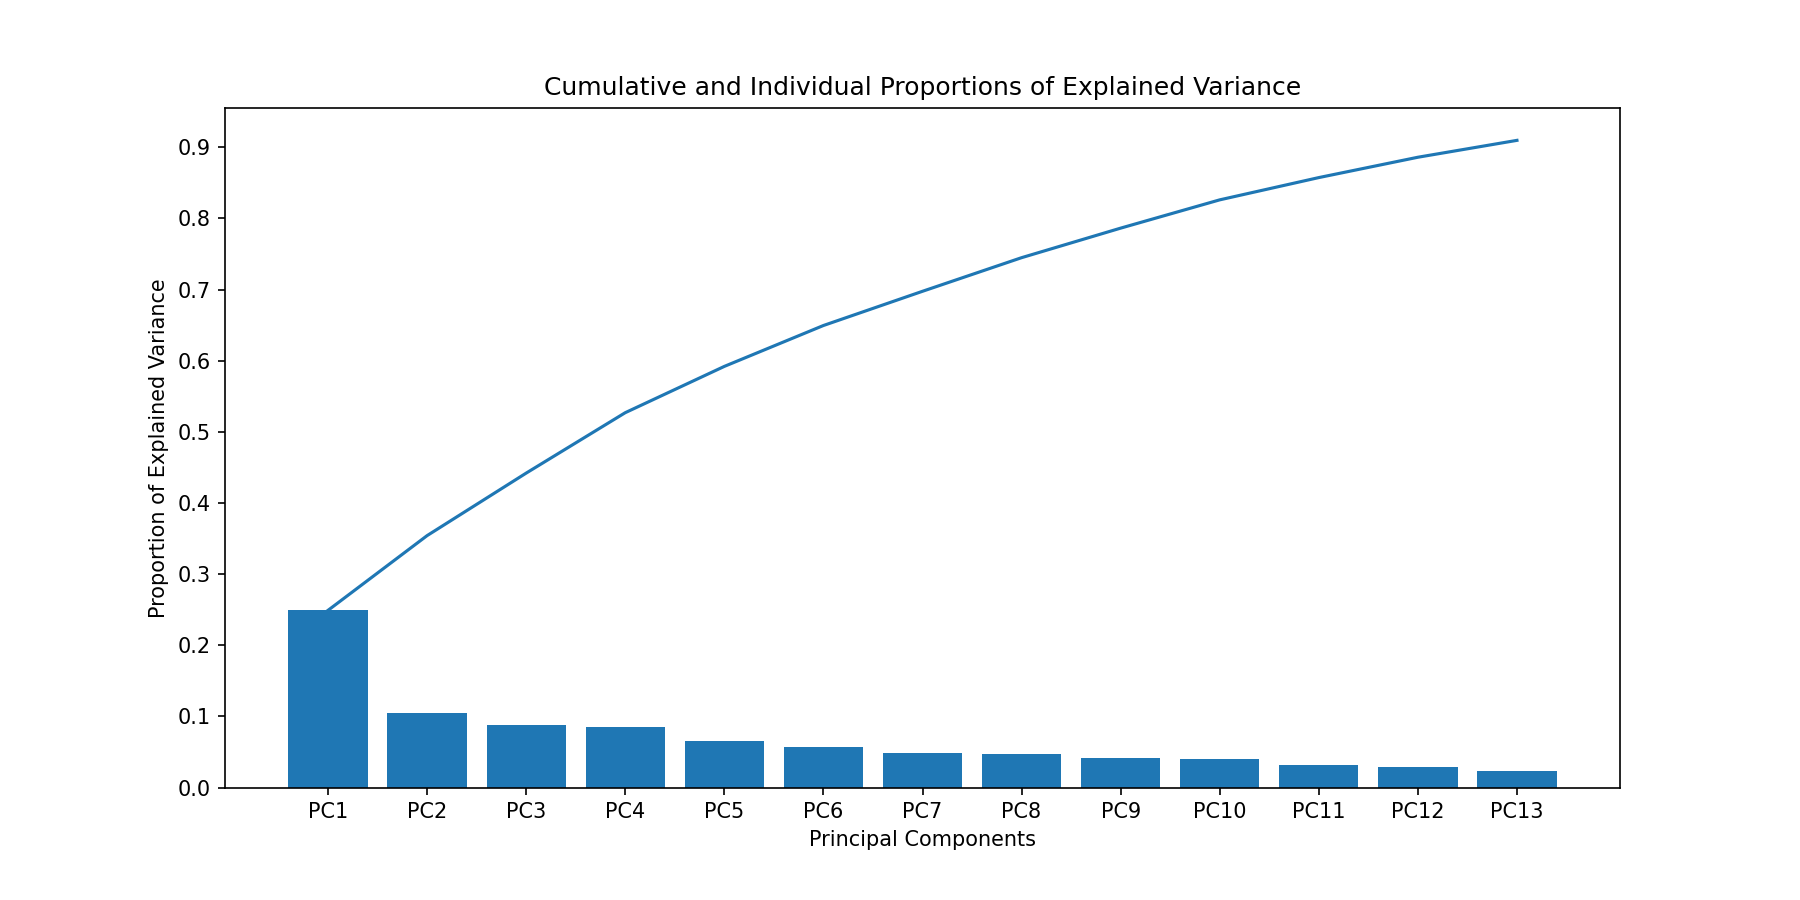 Cumulative and Individual Proportions of Explained Variance
Proportion of Explained Variance
0.9
0.8
0.7
0.6
0.5
0.4
0.3
0.2
0.1
0.0
PC1 PC2 PC3 PC4 PC5 PC6 PC7 PC8 PC9 PC10 PC11 PC12 PC13
Principal Components